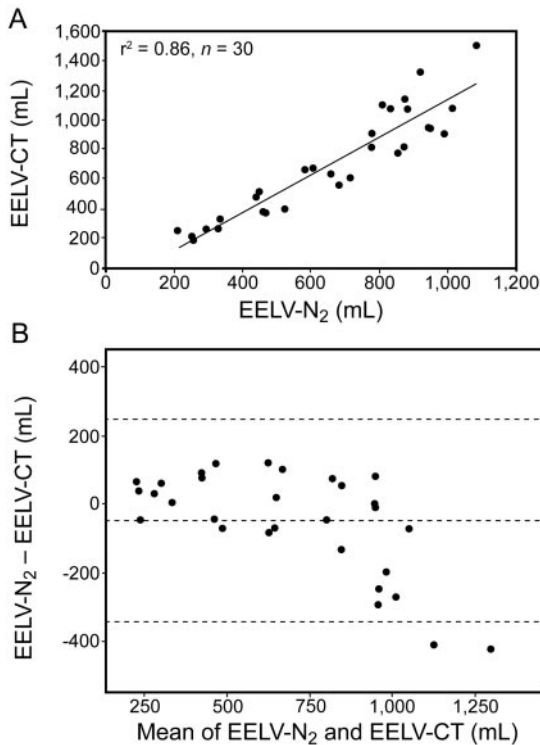 A
r² = 0.86, n = 30
EELV-CT (mL)
1,600
1,400
1,200
1,000
800
600
400
200
0
0 200 400 600 800 1,000 1,200
EELV-N₂ (mL)
B
EELV-N₂ – EELV-CT (mL)
400
200
0
-200
-400
250 500 750 1,000 1,250
Mean of EELV-N₂ and EELV-CT (mL)